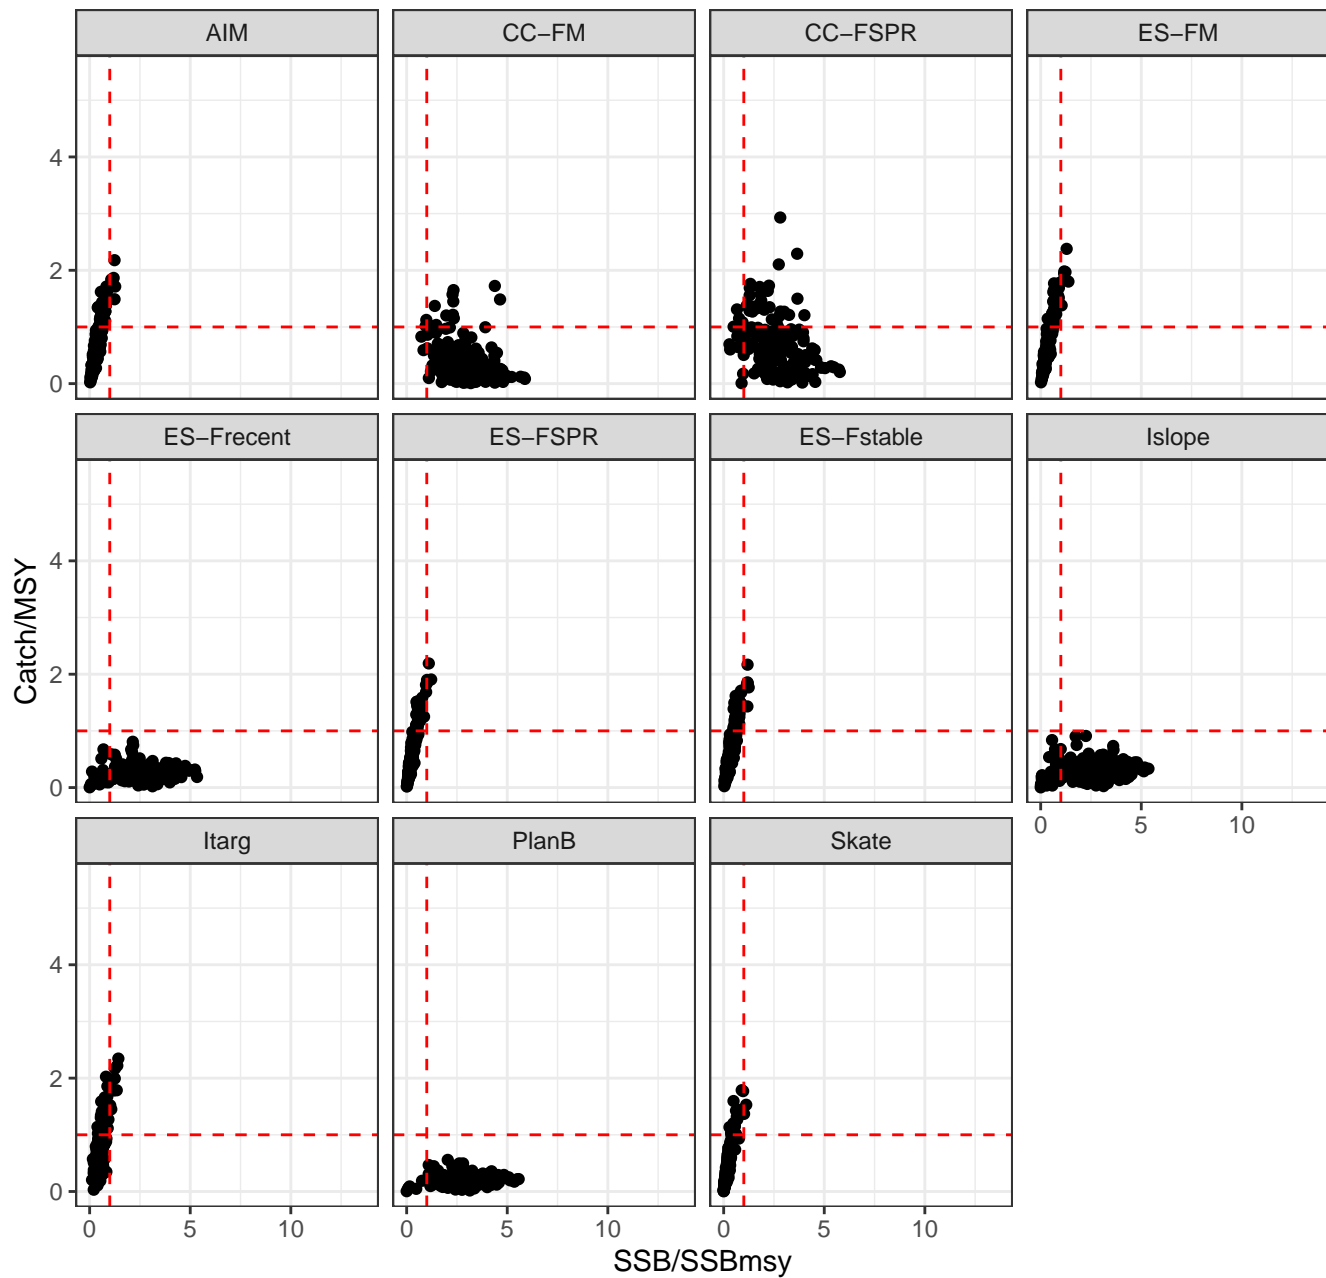 AIM CC−FM CC−FSPR ES−FM
4
2
0
ES−Frecent ES−FSPR ES−Fstable Islope
4
2
0
0 5 10
Itarg PlanB Skate
4
2
0
0 5 10 0 5 10 0 5 10
Catch/MSY
SSB/SSBmsy